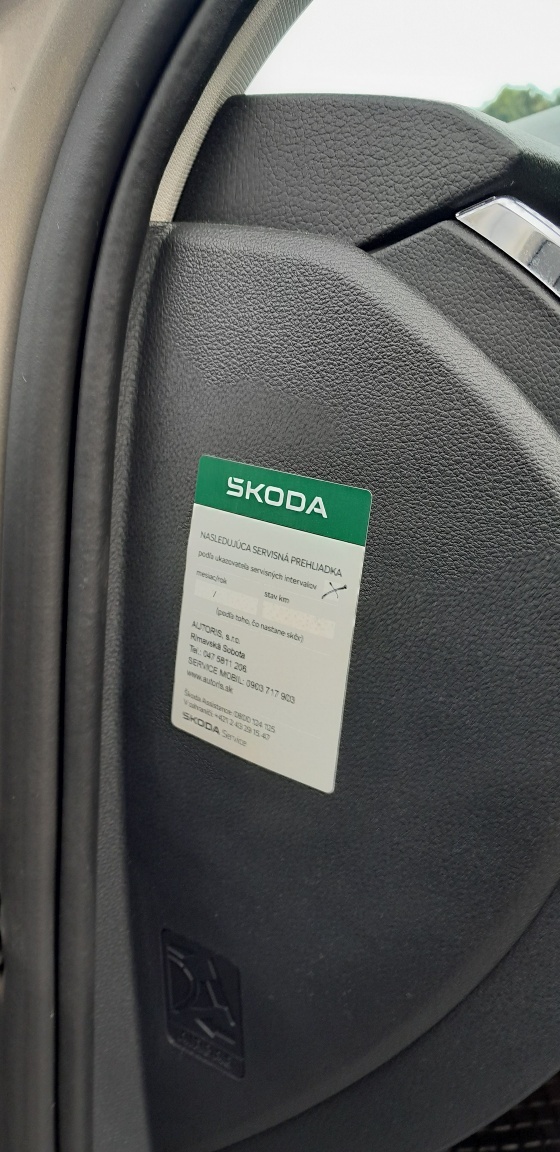 ŠKODA
NASLEDUJÚCA SERVISNÁ PREHLIADKA
podľa ukazovateľa servisných intervalov
mesiac/rok stav km
/
(podľa toho, čo nastane skôr)
AUTORIS, s.r.o.
Rimavská Sobota
Tel.: 047 5811 206
SERVICE MOBIL: 0903 717 903
www.autoris.sk
Škoda Assistance: 0800 124 125
V zahraničí: +421 2 43 29 15 47
ŠKODA Service